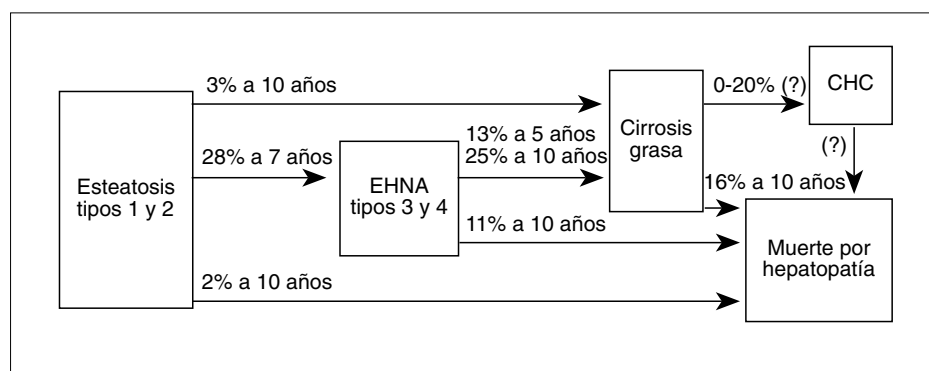 3% a 10 años
0-20% (?)
CHC
Esteatosis
tipos 1 y 2
28% a 7 años
EHNA
tipos 3 y 4
13% a 5 años
25% a 10 años
Cirrosis
grasa
(?)
16% a 10 años
11% a 10 años
Muerte por
hepatopatía
2% a 10 años